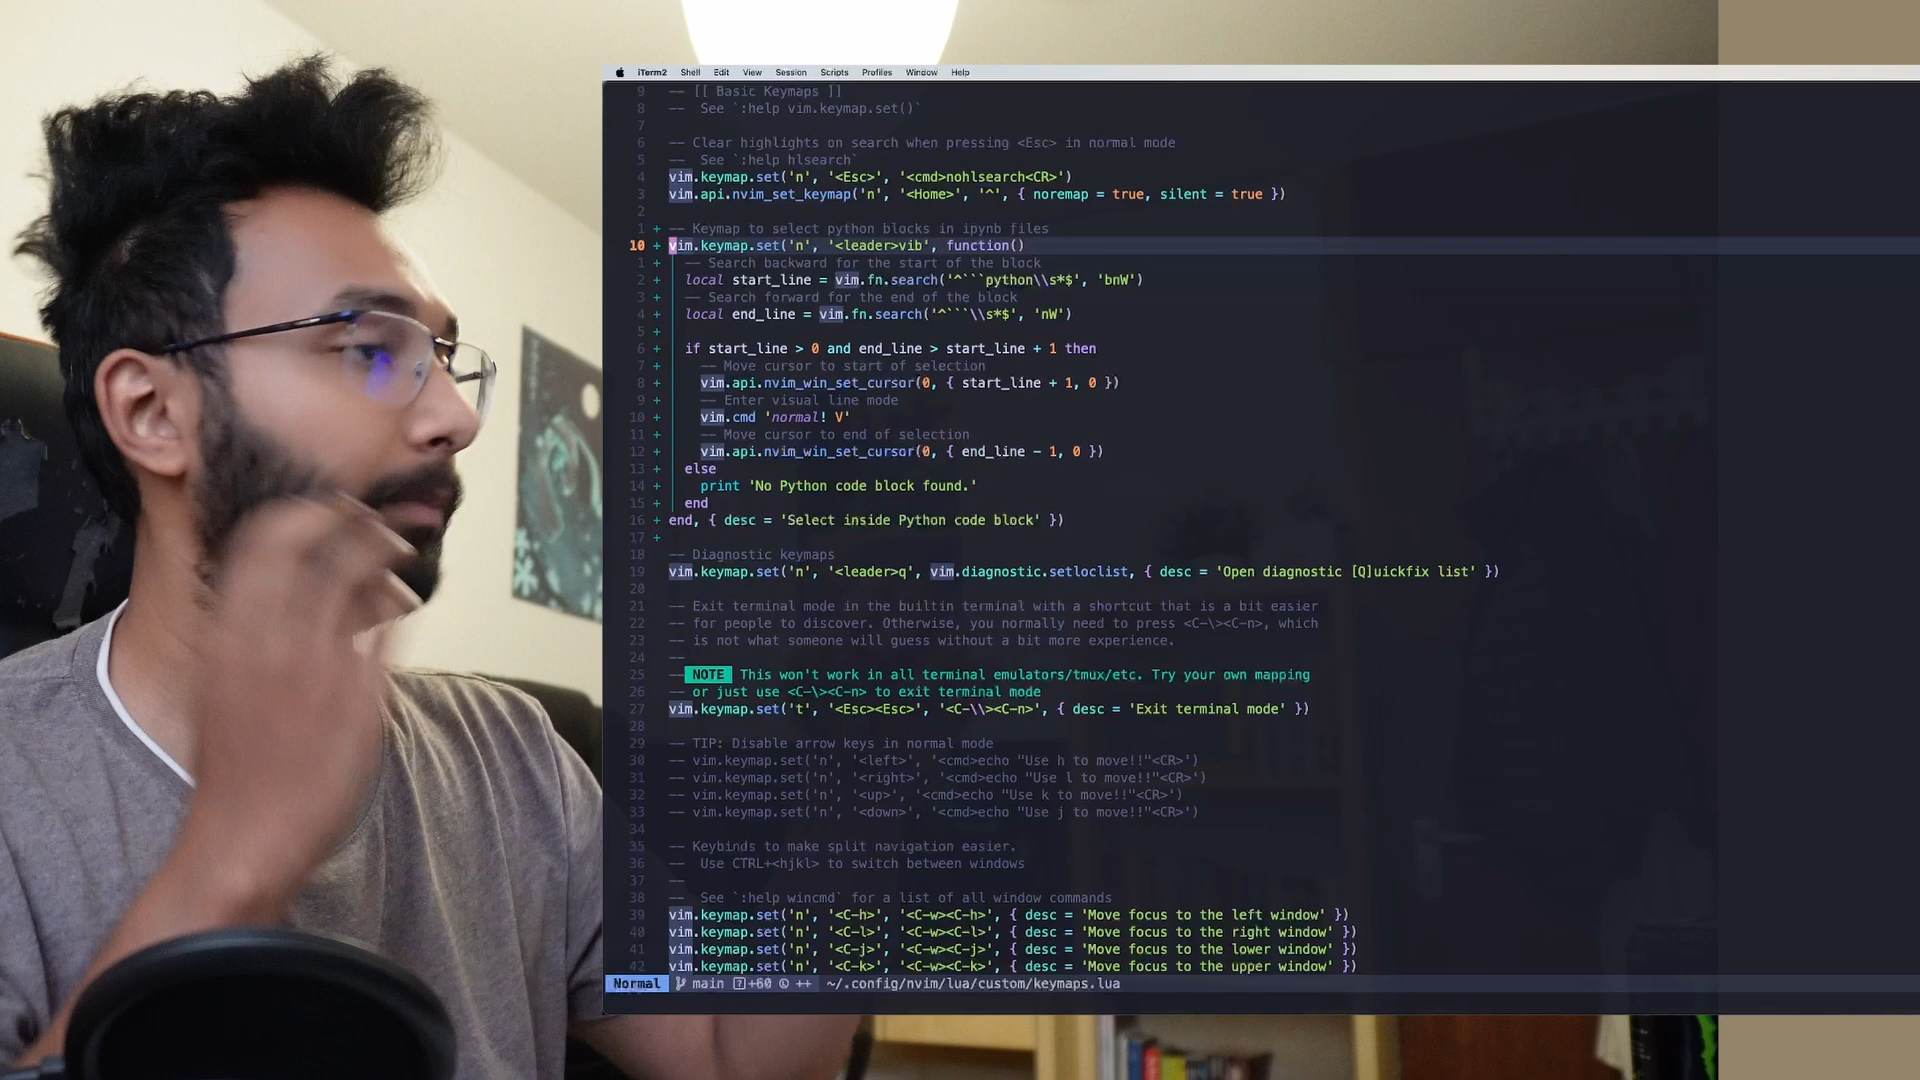 iTerm2 Shell Edit View Session Scripts Profiles Window Help
9 -- [[ Basic Keymaps ]]
8 --  See `:help vim.keymap.set()`
7
6 -- Clear highlights on search when pressing <Esc> in normal mode
5 --  See `:help hlsearch`
4 vim.keymap.set('n', '<Esc>', '<cmd>nohlsearch<CR>')
3 vim.api.nvim_set_keymap('n', '<Home>', '^', { noremap = true, silent = true })
2
1 + -- Keymap to select python blocks in ipynb files
10 + vim.keymap.set('n', '<leader>vib', function()
1 + -- Search backward for the start of the block
2 + local start_line = vim.fn.search('^```python\\s*$', 'bnW')
3 + -- Search forward for the end of the block
4 + local end_line = vim.fn.search('^```\\s*$', 'nW')
5 +
6 + if start_line > 0 and end_line > start_line + 1 then
7 + -- Move cursor to start of selection
8 + vim.api.nvim_win_set_cursor(0, { start_line + 1, 0 })
9 + -- Enter visual line mode
10 + vim.cmd 'normal! V'
11 + -- Move cursor to end of selection
12 + vim.api.nvim_win_set_cursor(0, { end_line - 1, 0 })
13 + else
14 + print 'No Python code block found.'
15 + end
16 + end, { desc = 'Select inside Python code block' })
17 +
18 -- Diagnostic keymaps
19 vim.keymap.set('n', '<leader>q', vim.diagnostic.setloclist, { desc = 'Open diagnostic [Q]uickfix list' })
20
21 -- Exit terminal mode in the builtin terminal with a shortcut that is a bit easier
22 -- for people to discover. Otherwise, you normally need to press <C-\><C-n>, which
23 -- is not what someone will guess without a bit more experience.
24 --
25 -- NOTE This won't work in all terminal emulators/tmux/etc. Try your own mapping
26 -- or just use <C-\><C-n> to exit terminal mode
27 vim.keymap.set('t', '<Esc><Esc>', '<C-\\><C-n>', { desc = 'Exit terminal mode' })
28
29 -- TIP: Disable arrow keys in normal mode
30 -- vim.keymap.set('n', '<left>', '<cmd>echo "Use h to move!!"<CR>')
31 -- vim.keymap.set('n', '<right>', '<cmd>echo "Use l to move!!"<CR>')
32 -- vim.keymap.set('n', '<up>', '<cmd>echo "Use k to move!!"<CR>')
33 -- vim.keymap.set('n', '<down>', '<cmd>echo "Use j to move!!"<CR>')
34
35 -- Keybinds to make split navigation easier.
36 --  Use CTRL+<hjkl> to switch between windows
37 --
38 --  See `:help wincmd` for a list of all window commands
39 vim.keymap.set('n', '<C-h>', '<C-w><C-h>', { desc = 'Move focus to the left window' })
40 vim.keymap.set('n', '<C-l>', '<C-w><C-l>', { desc = 'Move focus to the right window' })
41 vim.keymap.set('n', '<C-j>', '<C-w><C-j>', { desc = 'Move focus to the lower window' })
42 vim.keymap.set('n', '<C-k>', '<C-w><C-k>', { desc = 'Move focus to the upper window' })
Normal main +60 ++ ~/.config/nvim/lua/custom/keymaps.lua